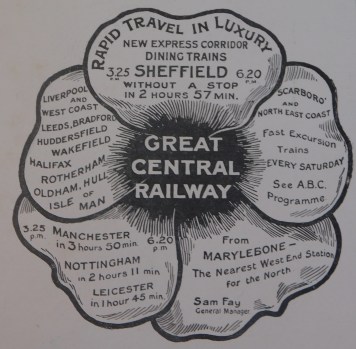 RAPID TRAVEL IN LUXURY
NEW EXPRESS CORRIDOR
DINING TRAINS
3.25 SHEFFIELD 6.20
P.M. P.M.
WITHOUT A STOP
IN 2 HOURS 57 MIN.
LIVERPOOL
AND
WEST COAST
LEEDS, BRADFORD
HUDDERSFIELD
WAKEFIELD
HALIFAX
ROTHERHAM
OLDHAM, HULL
ISLE OF MAN
SCARBORO'
AND
NORTH EAST COAST
Fast Excursion
Trains
EVERY SATURDAY
See A.B.C.
Programme
GREAT
CENTRAL
RAILWAY
3.25 MANCHESTER 6.20
p.m. in 3 hours 50 min. p.m.
NOTTINGHAM
in 2 hours 11 min
LEICESTER
in 1 hour 45 min.
From
MARYLEBONE –
The Nearest West End Station
for the North
Sam Fay
General Manager